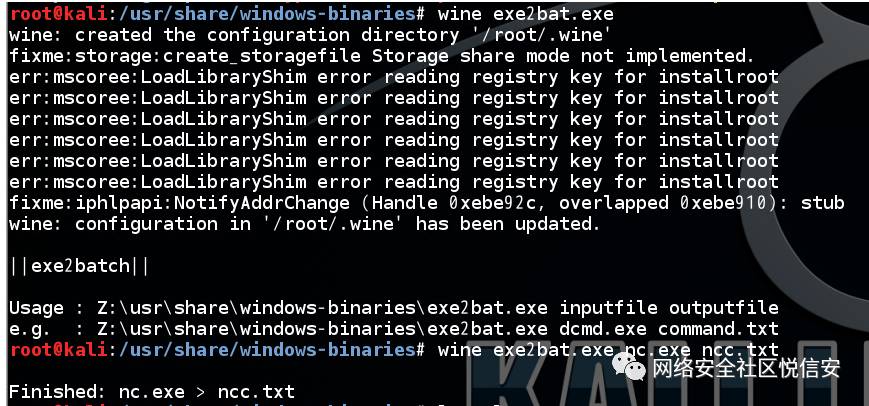 root@kali:/usr/share/windows-binaries# wine exe2bat.exe
wine: created the configuration directory '/root/.wine'
fixme:storage:create_storagefile Storage share mode not implemented.
err:mscoree:LoadLibraryShim error reading registry key for installroot
err:mscoree:LoadLibraryShim error reading registry key for installroot
err:mscoree:LoadLibraryShim error reading registry key for installroot
err:mscoree:LoadLibraryShim error reading registry key for installroot
err:mscoree:LoadLibraryShim error reading registry key for installroot
err:mscoree:LoadLibraryShim error reading registry key for installroot
fixme:iphlpapi:NotifyAddrChange (Handle 0xebe92c, overlapped 0xebe910): stub
wine: configuration in '/root/.wine' has been updated.
||exe2batch||
Usage : Z:\usr\share\windows-binaries\exe2bat.exe inputfile outputfile
e.g.  : Z:\usr\share\windows-binaries\exe2bat.exe dcmd.exe command.txt
root@kali:/usr/share/windows-binaries# wine exe2bat.exe nc.exe ncc.txt
网络安全社区悦信安
Finished: nc.exe > ncc.txt